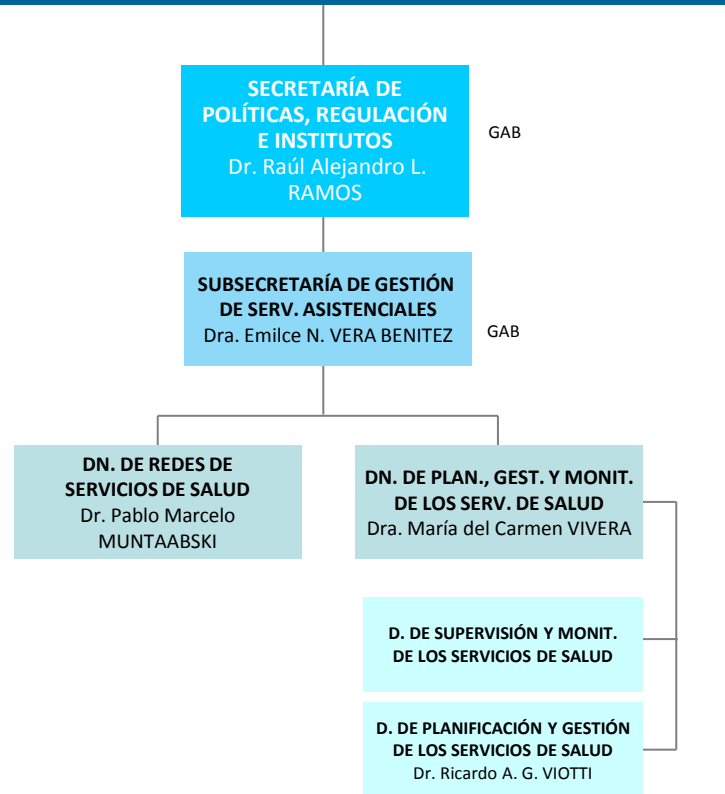 SECRETARÍA DE
POLÍTICAS, REGULACIÓN
E INSTITUTOS
Dr. Raúl Alejandro L.
RAMOS
GAB
SUBSECRETARÍA DE GESTIÓN
DE SERV. ASISTENCIALES
Dra. Emilce N. VERA BENITEZ
GAB
DN. DE REDES DE
SERVICIOS DE SALUD
Dr. Pablo Marcelo
MUNTAABSKI
DN. DE PLAN., GEST. Y MONIT.
DE LOS SERV. DE SALUD
Dra. María del Carmen VIVERA
D. DE SUPERVISIÓN Y MONIT.
DE LOS SERVICIOS DE SALUD
D. DE PLANIFICACIÓN Y GESTIÓN
DE LOS SERVICIOS DE SALUD
Dr. Ricardo A. G. VIOTTI